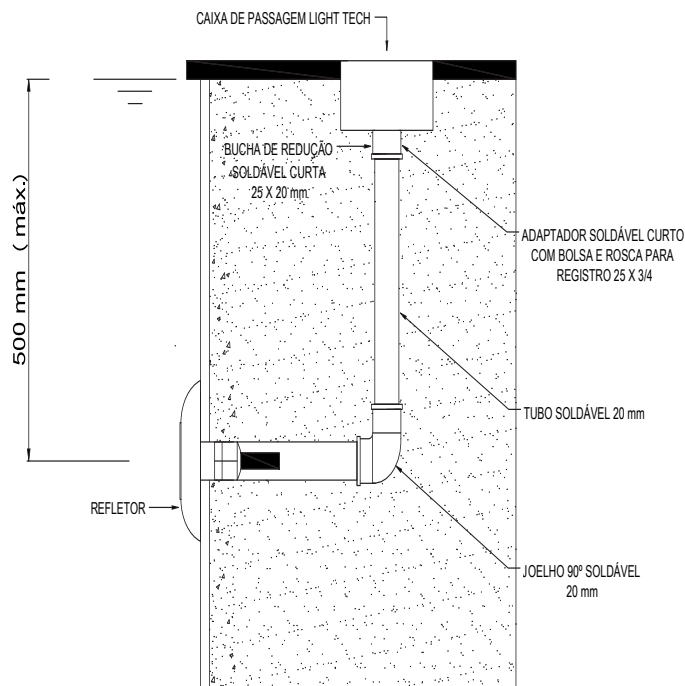 CAIXA DE PASSAGEM LIGHT TECH
BUCHA DE REDUÇÃO
SOLDÁVEL CURTA
25 X 20 mm
500 mm ( máx.)
ADAPTADOR SOLDÁVEL CURTO
COM BOLSA E ROSCA PARA
REGISTRO 25 X 3/4
TUBO SOLDÁVEL 20 mm
REFLETOR
JOELHO 90º SOLDÁVEL
20 mm